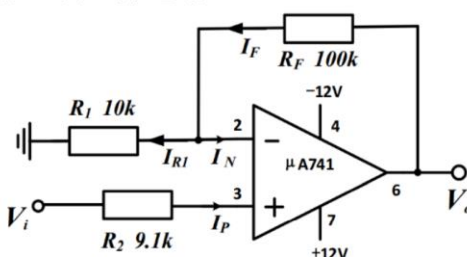 I_F
R_F 100k
−12V
R_1 10k
4
2
−
μA741
I_R1
I_N
6
V_i
3
+
V
R_2 9.1k
I_P
7
+12V